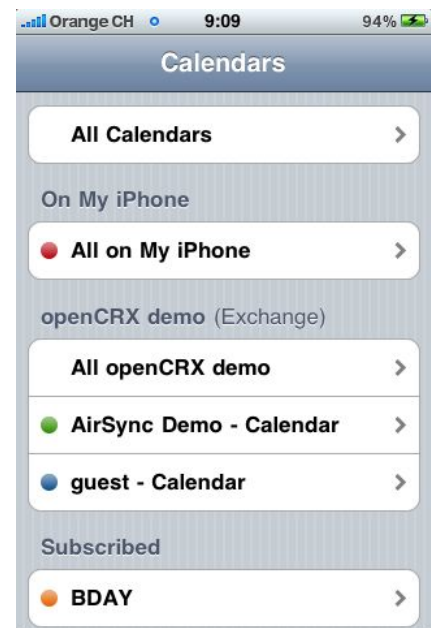 Orange CH 9:09 94%
Calendars
All Calendars
On My iPhone
All on My iPhone
openCRX demo (Exchange)
All openCRX demo
AirSync Demo - Calendar
guest - Calendar
Subscribed
BDAY